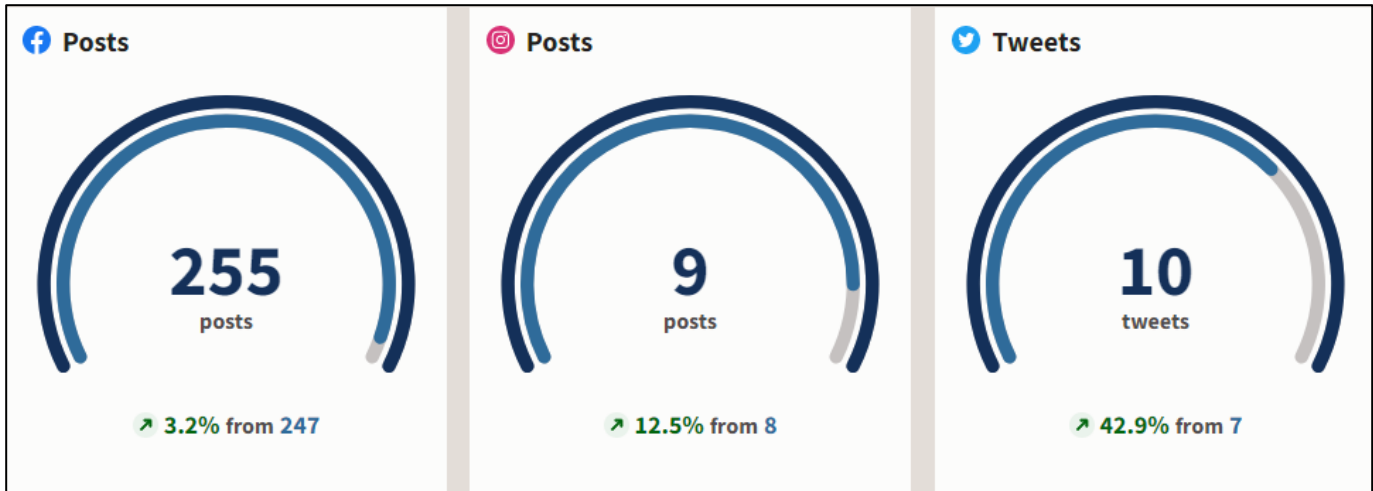 Posts
255
posts
3.2% from 247
Posts
9
posts
12.5% from 8
Tweets
10
tweets
42.9% from 7